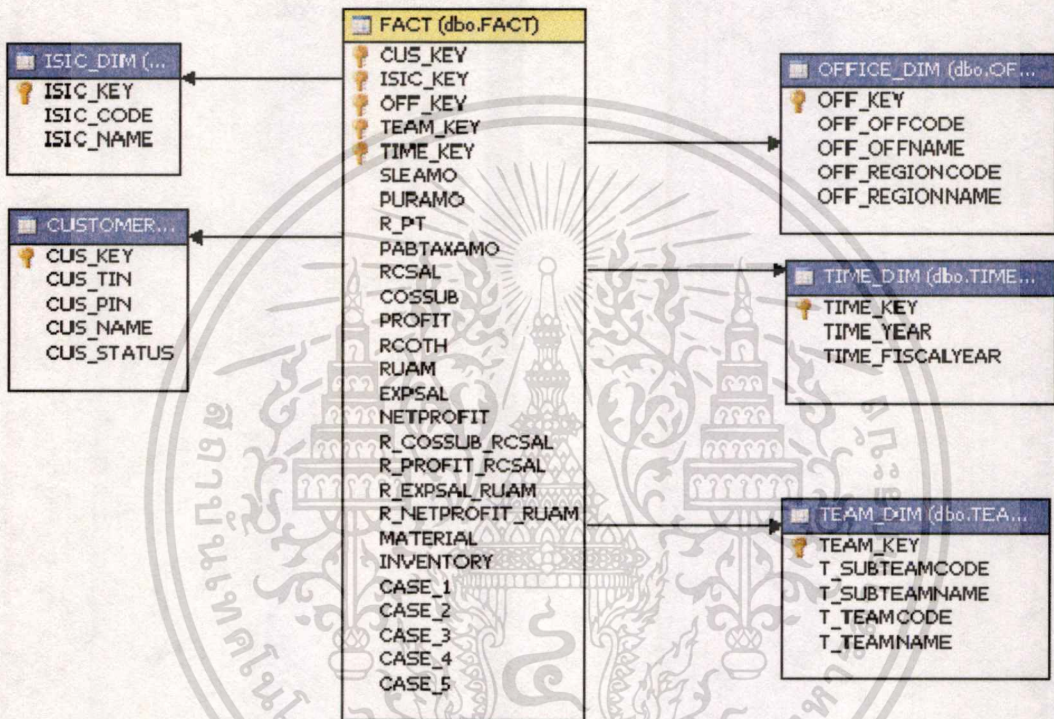 FACT (dbo.FACT)
CUS_KEY
ISIC_KEY
OFF_KEY
TEAM_KEY
TIME_KEY
SLEAMO
PURAMO
R_PT
PABTAXAMO
RCSAL
COSSUB
PROFIT
RCOTH
RUAM
EXPSAL
NETPROFIT
R_COSSUB_RCSAL
R_PROFIT_RCSAL
R_EXPSAL_RUAM
R_NETPROFIT_RUAM
MATERIAL
INVENTORY
CASE_1
CASE_2
CASE_3
CASE_4
CASE_5
ISIC_DIM (...
ISIC_KEY
ISIC_CODE
ISIC_NAME
CUSTOMER...
CUS_KEY
CUS_TIN
CUS_PIN
CUS_NAME
CUS_STATUS
OFFICE_DIM (dbo.OF...
OFF_KEY
OFF_OFFCODE
OFF_OFFNAME
OFF_REGIONCODE
OFF_REGIONNAME
TIME_DIM (dbo.TIME...
TIME_KEY
TIME_YEAR
TIME_FISCALYEAR
TEAM_DIM (dbo.TEA...
TEAM_KEY
T_SUBTEAMCODE
T_SUBTEAMNAME
T_TEAMCODE
T_TEAMNAME